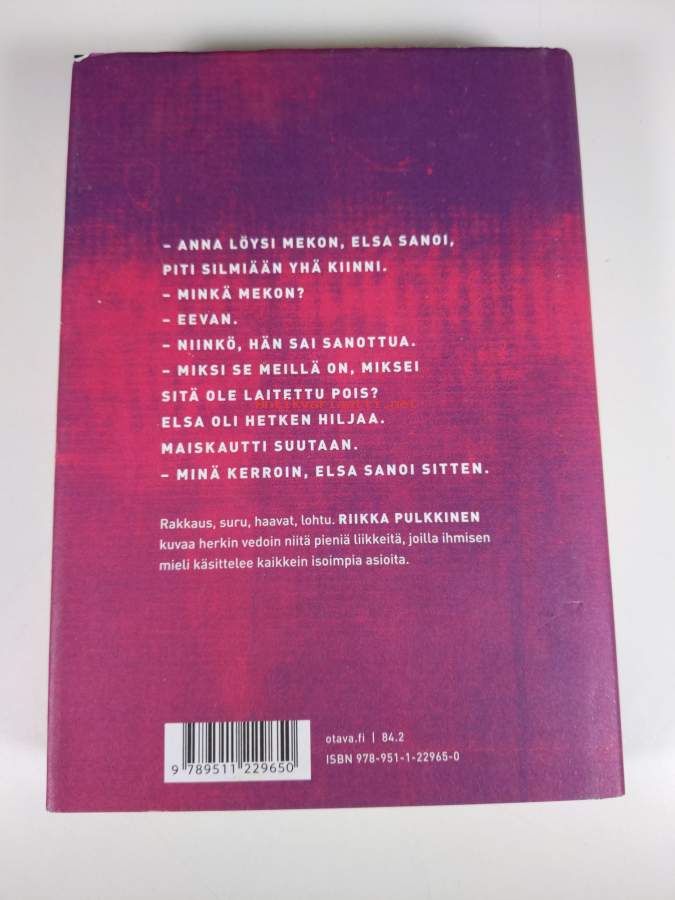 – ANNA LÖYSI MEKON, ELSA SANOI,
PITI SILMIÄÄN YHÄ KIINNI.
– MINKÄ MEKON?
– EEVAN.
– NIINKÖ, HÄN SAI SANOTTUA.
– MIKSI SE MEILLÄ ON, MIKSEI
SITÄ OLE LAITETTU POIS?
ELSA OLI HETKEN HILJAA.
MAISKAUTTI SUUTAAN.
– MINÄ KERROIN, ELSA SANOI SITTEN.
Rakkaus, suru, haavat, lohtu. RIIKKA PULKKINEN
kuvaa herkin vedoin niitä pieniä liikkeitä, joilla ihmisen
mieli käsittelee kaikkein isoimpia asioita.
otava.fi | 84.2
ISBN 978-951-1-22965-0
9 789511 229650